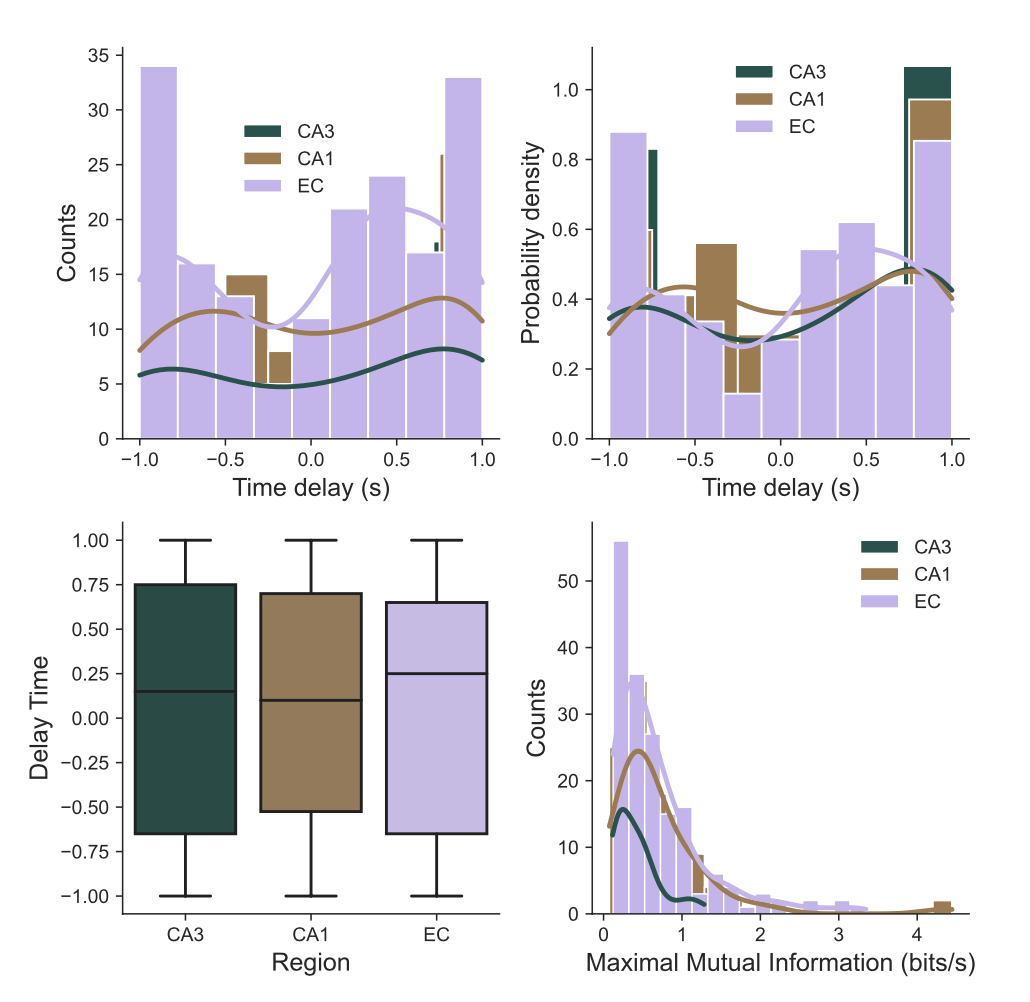 35
30
25
20
15
10
5
0
Counts
CA3
CA1
EC
−1.0 −0.5 0.0 0.5 1.0
Time delay (s)
1.0
0.8
0.6
0.4
0.2
0.0
Probability density
CA3
CA1
EC
−1.0 −0.5 0.0 0.5 1.0
Time delay (s)
1.00
0.75
0.50
0.25
0.00
−0.25
−0.50
−0.75
−1.00
Delay Time
CA3 CA1 EC
Region
50
40
30
20
10
0
Counts
CA3
CA1
EC
0 1 2 3 4
Maximal Mutual Information (bits/s)